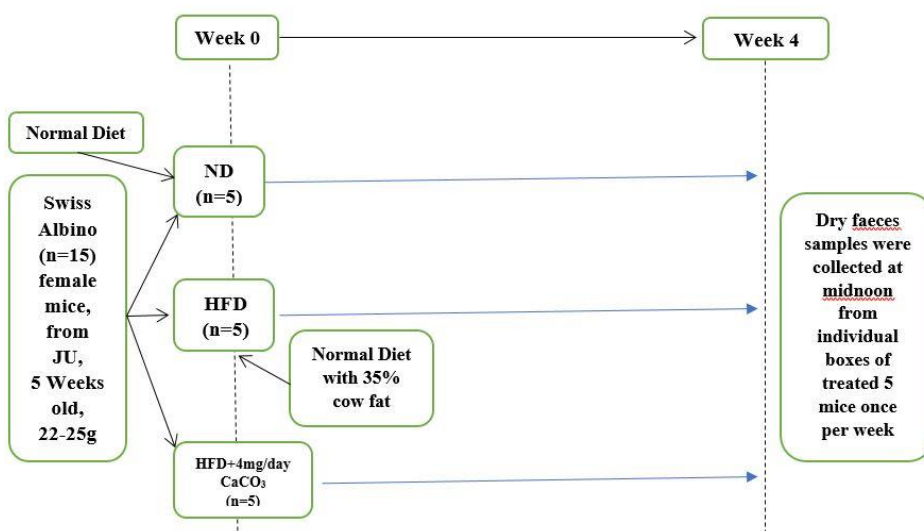 Week 0
Week 4
Normal Diet
ND
(n=5)
Swiss
Albino
(n=15)
female
mice,
from
JU,
5 Weeks
old,
22-25g
HFD
(n=5)
Normal Diet
with 35%
cow fat
HFD+4mg/day
CaCO₃
(n=5)
Dry faeces
samples were
collected at
midnoon
from
individual
boxes of
treated 5
mice once
per week